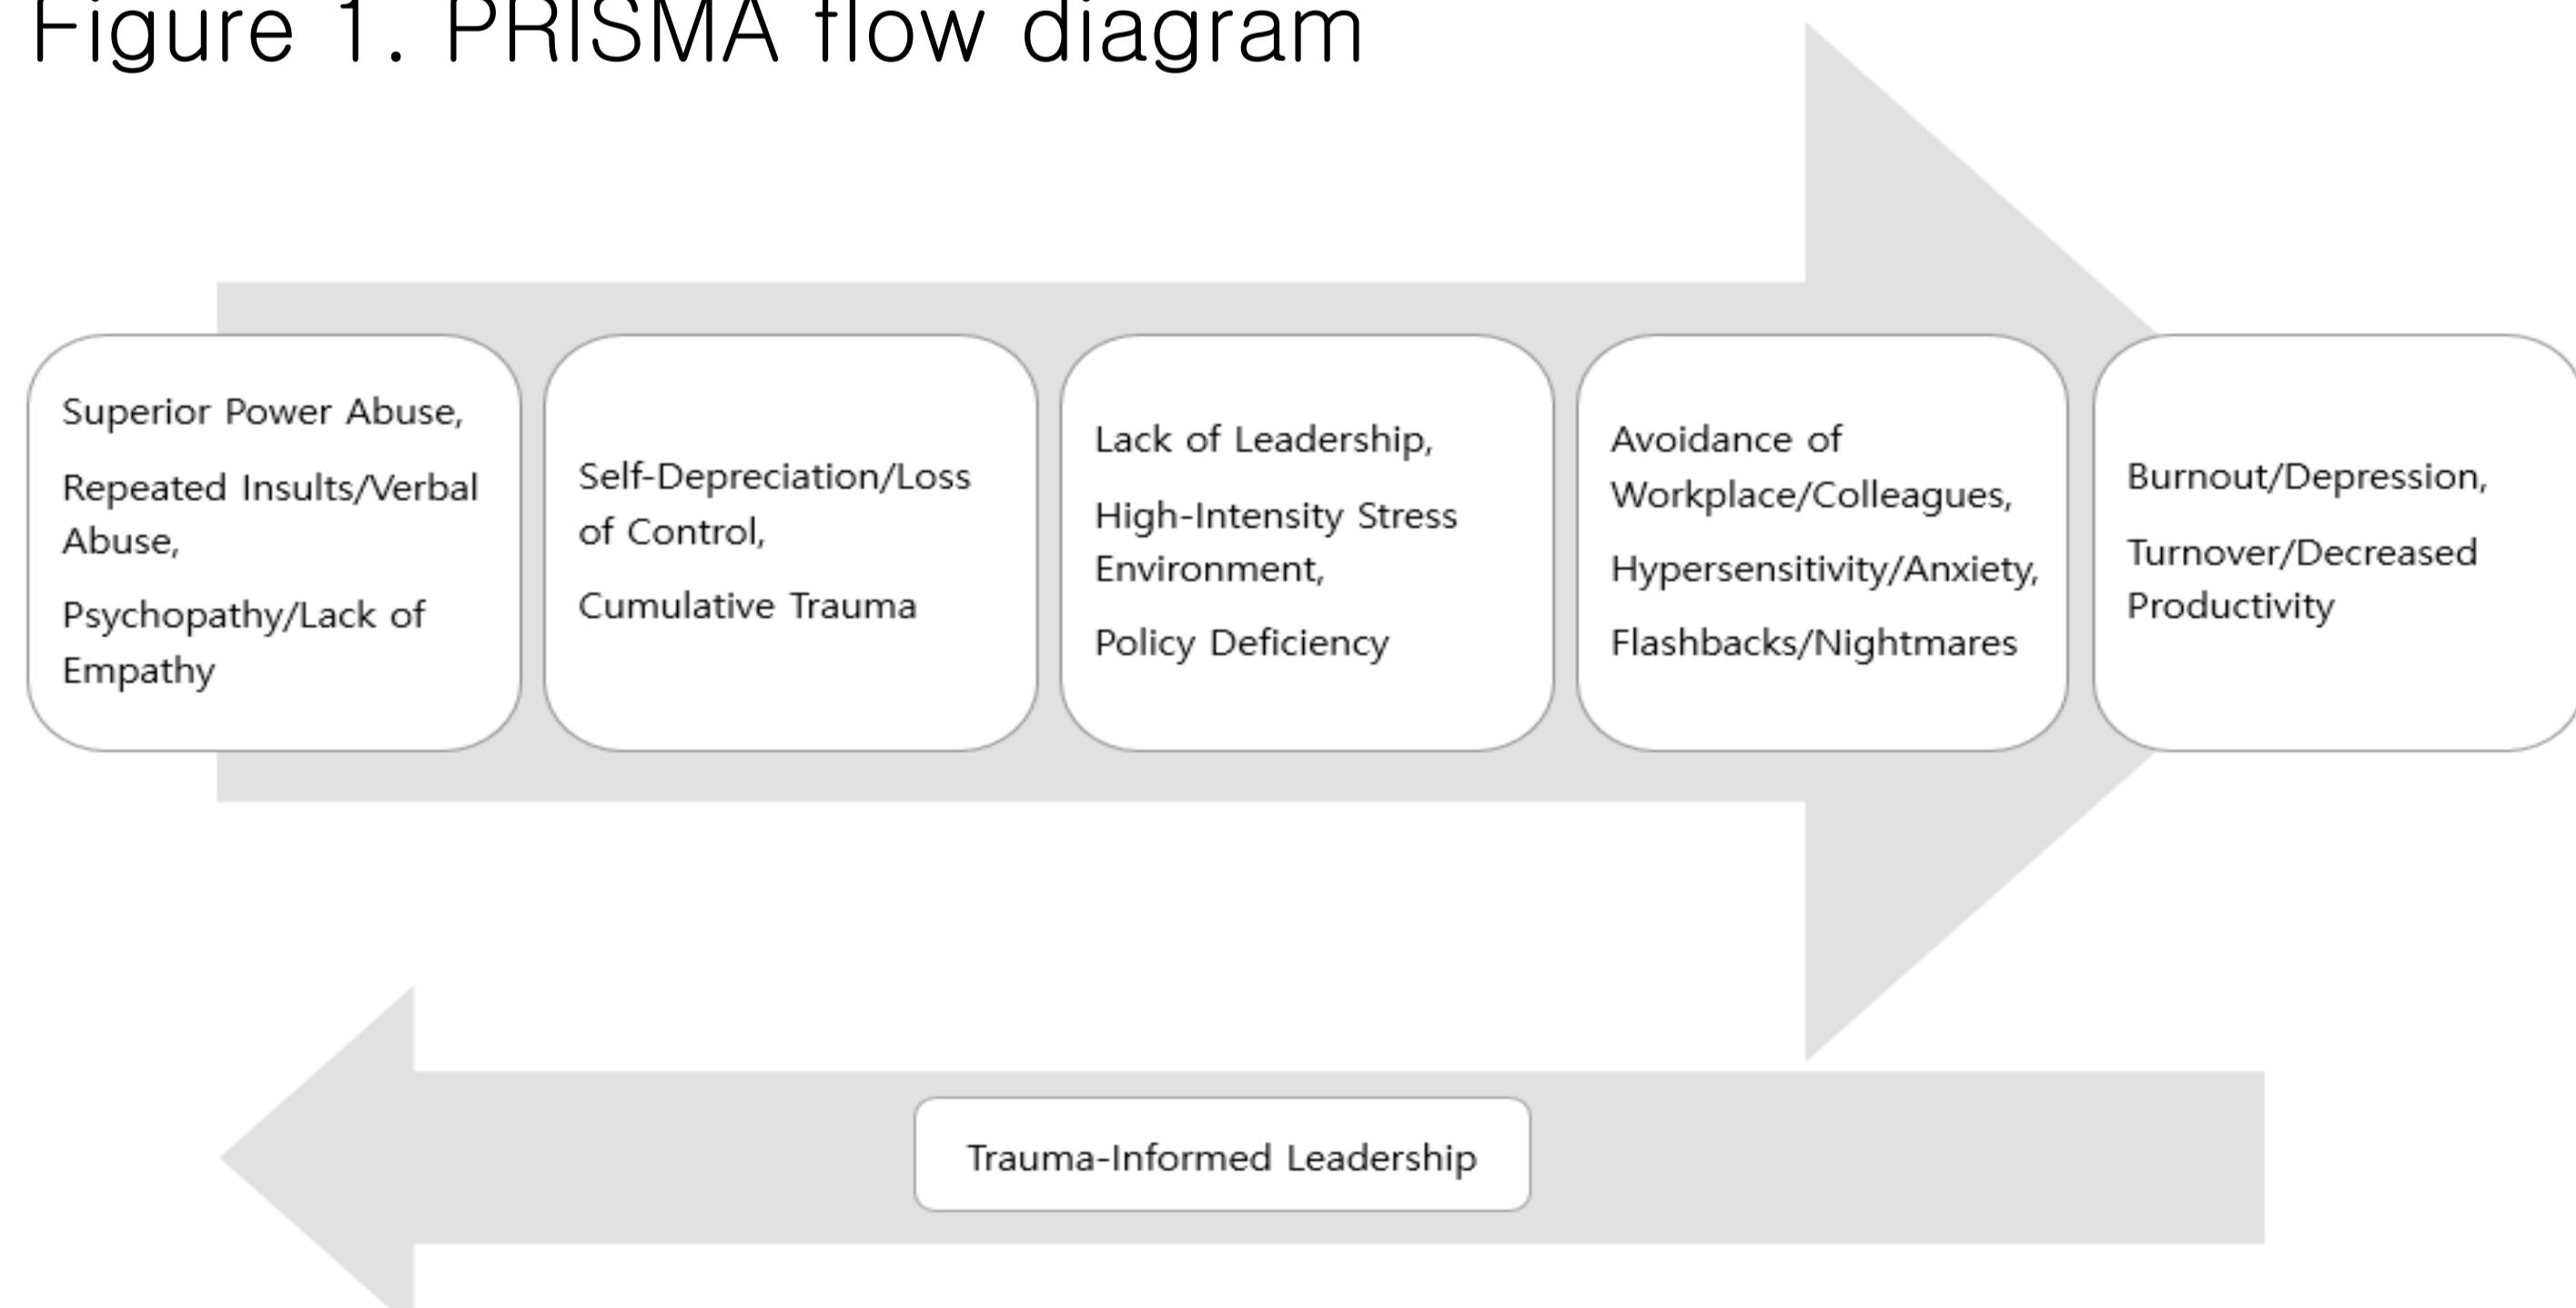 Figure 1. PRISMA flow diagram
Superior Power Abuse,
Repeated Insults/Verbal
Abuse,
Psychopathy/Lack of
Empathy
Self-Depreciation/Loss
of Control,
Cumulative Trauma
Lack of Leadership,
High-Intensity Stress
Environment,
Policy Deficiency
Avoidance of
Workplace/Colleagues,
Hypersensitivity/Anxiety,
Flashbacks/Nightmares
Burnout/Depression,
Turnover/Decreased
Productivity
Trauma-Informed Leadership